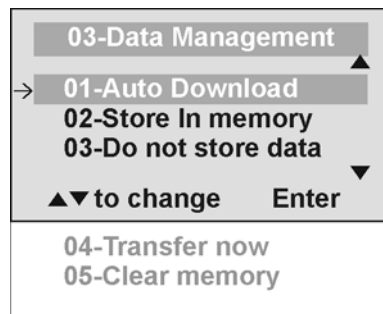 03-Data Management
▲
→ 01-Auto Download
02-Store In memory
03-Do not store data
▼
▲▼ to change Enter
04-Transfer now
05-Clear memory